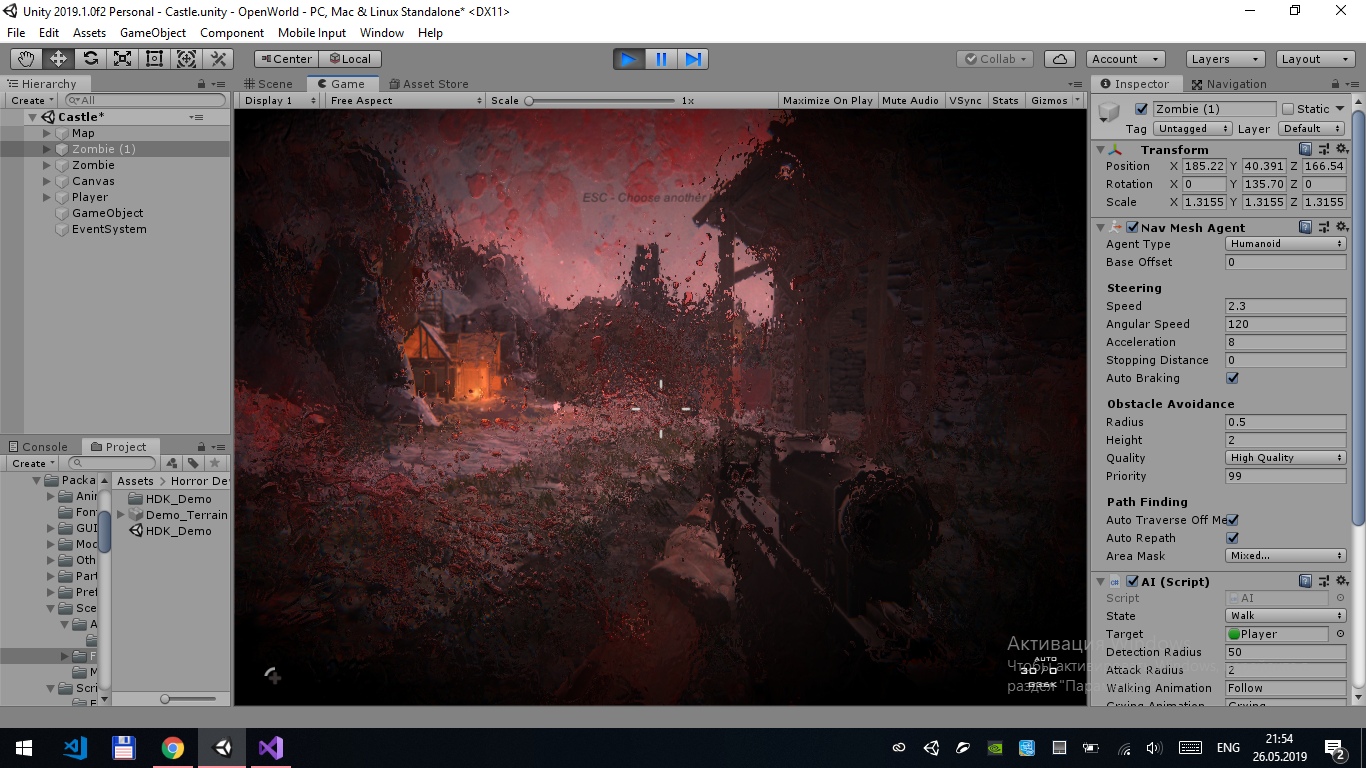 Unity 2019.1.0f2 Personal - Castle.unity - OpenWorld - PC, Mac & Linux Standalone* <DX11>
File Edit Assets GameObject Component Mobile Input Window Help
Center Local Collab Account Layers Layout
Hierarchy Scene Game Asset Store Inspector Navigation
Create All Display 1 Free Aspect Scale 1x Maximize On Play Mute Audio VSync Stats Gizmos
Zombie (1) Static
Castle*
Tag Untagged Layer Default
Map
Zombie (1)
Zombie
Canvas
Player
GameObject
EventSystem
Transform
Position X 185.22 Y 40.391 Z 166.54
Rotation X 0 Y 135.70 Z 0
Scale X 1.3155 Y 1.3155 Z 1.3155
ESC - Choose another
Nav Mesh Agent
Agent Type Humanoid
Base Offset 0
Steering
Speed 2.3
Angular Speed 120
Acceleration 8
Stopping Distance 0
Auto Braking
Obstacle Avoidance
Radius 0.5
Height 2
Quality High Quality
Priority 99
Path Finding
Auto Traverse Off Me
Auto Repath
Area Mask Mixed...
AI (Script)
Script AI
State Walk
Target Player
Detection Radius 50
Attack Radius 2
Walking Animation Follow
Crying Animation Crying
Console Project
Create
Assets > Horror De
Packa
Anir
Fon
GUI
Mod
Oth
Part
Pref
Sce
A
F
M
Scri
HDK_Demo
Demo_Terrain
HDK_Demo
Активация Windows
Чтобы активи
раздел "Пара
AUTO
30 / 0
ENG
21:54
26.05.2019
2